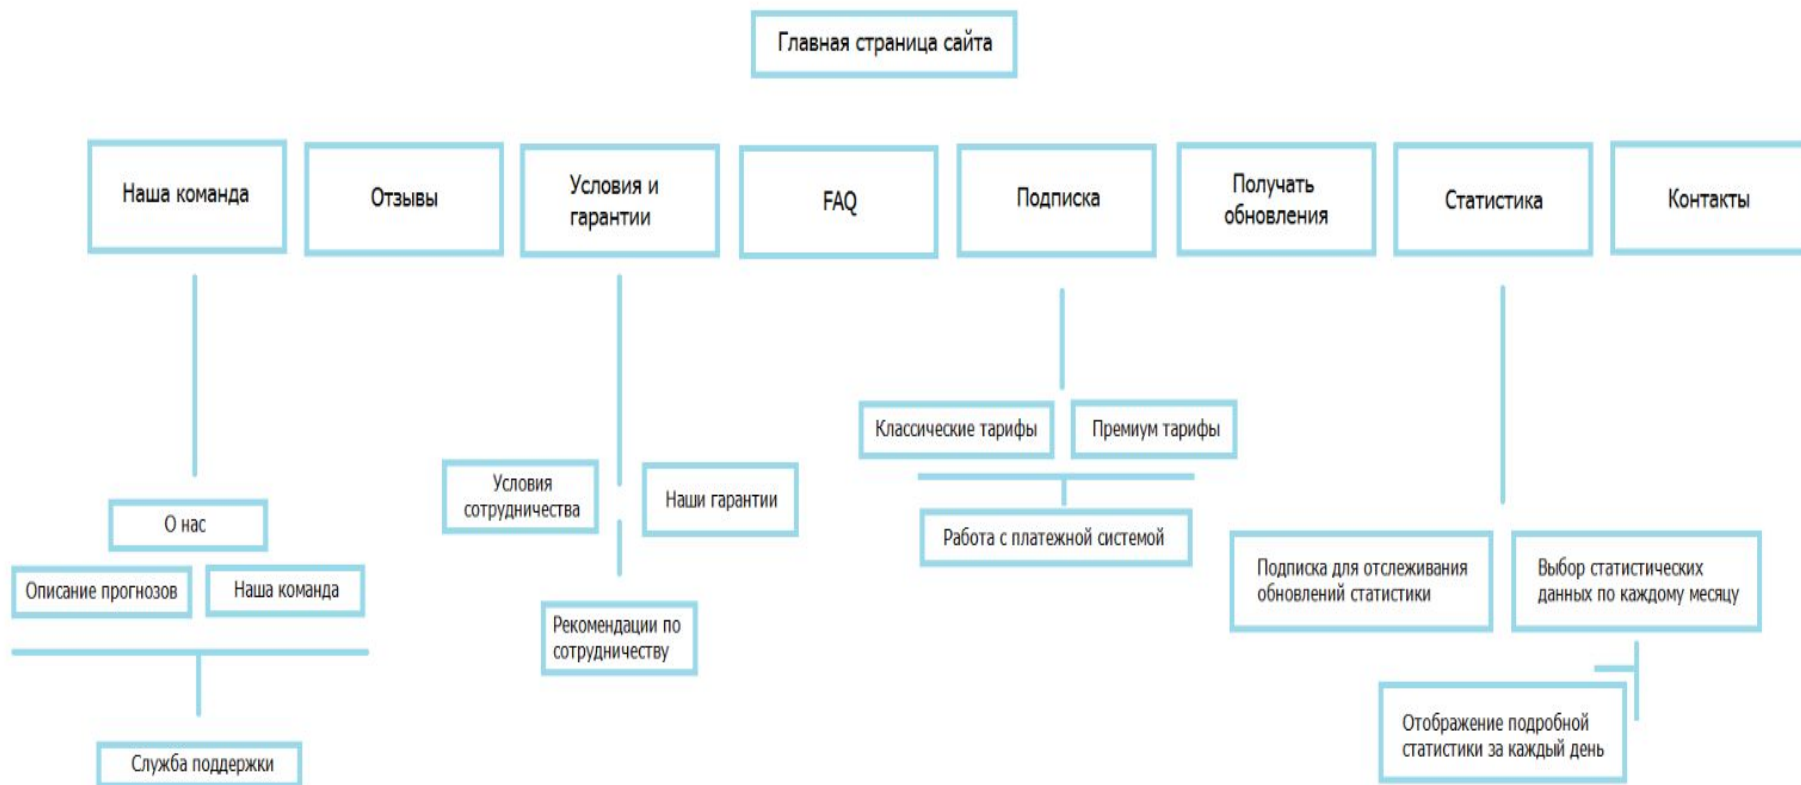 Главная страница сайта
Наша команда
Отзывы
Условия и
гарантии
FAQ
Подписка
Получать
обновления
Статистика
Контакты
Классические тарифы
Премиум тарифы
Условия
сотрудничества
Наши гарантии
О нас
Работа с платежной системой
Подписка для отслеживания
обновлений статистики
Выбор статистических
данных по каждому месяцу
Описание прогнозов
Наша команда
Рекомендации по
сотрудничеству
Отображение подробной
статистики за каждый день
Служба поддержки